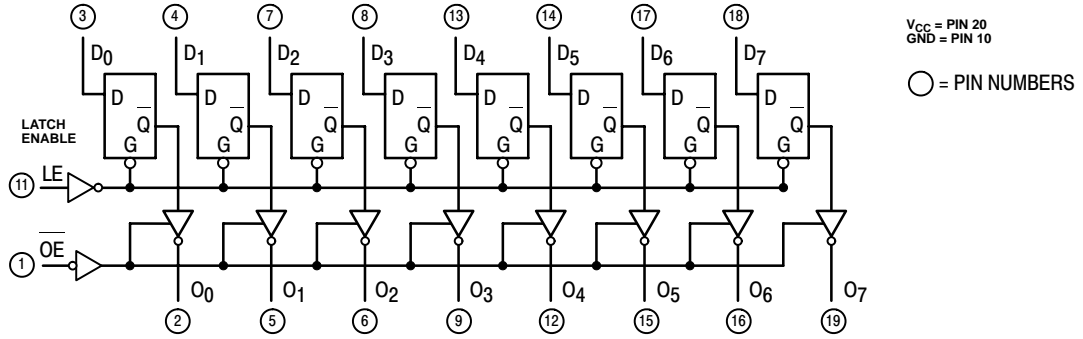 3 4 7 8 13 14 17 18
V_CC = PIN 20
GND = PIN 10
D0 D1 D2 D3 D4 D5 D6 D7
= PIN NUMBERS
D D D D D D D D
Q̅ Q̅ Q̅ Q̅ Q̅ Q̅ Q̅ Q̅
G G G G G G G G
LATCH
ENABLE
11 LE
1 O̅E̅
O0 O1 O2 O3 O4 O5 O6 O7
2 5 6 9 12 15 16 19